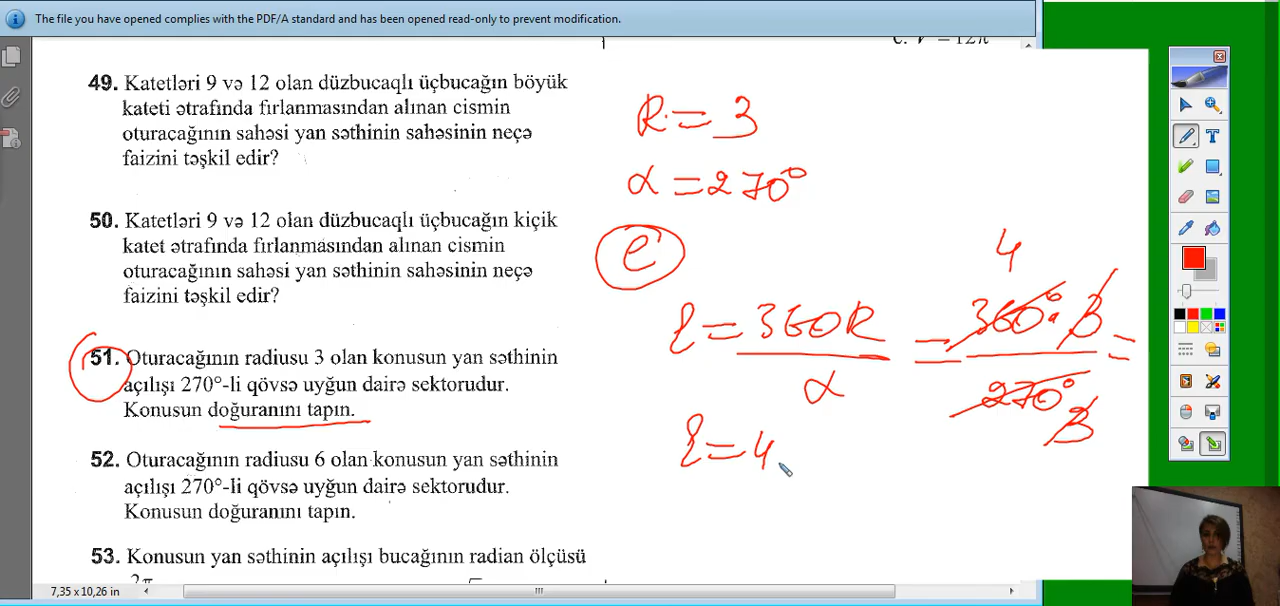 The file you have opened complies with the PDF/A standard and has been opened read-only to prevent modification.
49. Katetləri 9 və 12 olan düzbucaqlı üçbucağın böyük
kateti ətrafında fırlanmasından alınan cismin
oturacağının sahəsi yan səthinin sahəsinin neçə
faizini təşkil edir?
50. Katetləri 9 və 12 olan düzbucaqlı üçbucağın kiçik
katet ətrafında fırlanmasından alınan cismin
oturacağının sahəsi yan səthinin sahəsinin neçə
faizini təşkil edir?
51. Oturacağının radiusu 3 olan konusun yan səthinin
açılışı 270°-li qövsə uyğun dairə sektorudur.
Konusun doğuranını tapın.
52. Oturacağının radiusu 6 olan konusun yan səthinin
açılışı 270°-li qövsə uyğun dairə sektorudur.
Konusun doğuranını tapın.
53. Konusun yan səthinin açılışı bucağının radian ölçüsü
R = 3
α = 270°
ℓ
4
ℓ = 360R = 360° · 3 =
α 270°
3
ℓ = 4
7,35 x 10,26 in